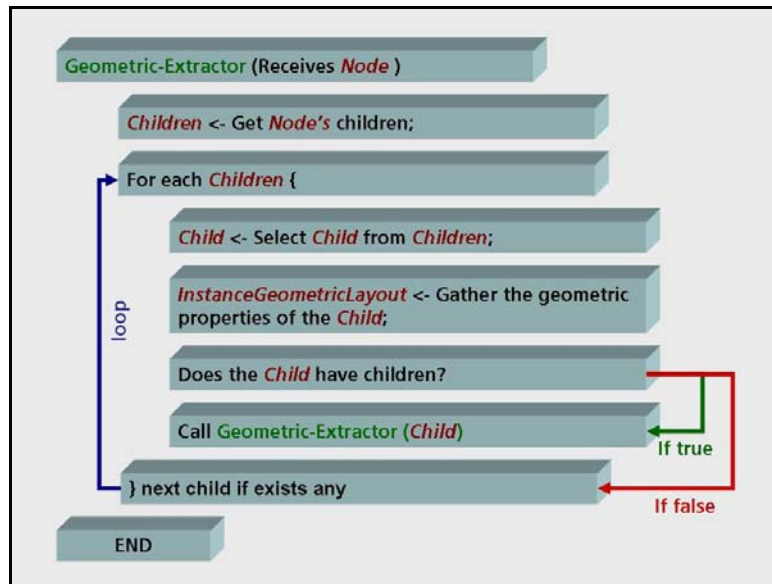 Geometric-Extractor (Receives Node )
Children <- Get Node's children;
For each Children {
Child <- Select Child from Children;
InstanceGeometricLayout <- Gather the geometric
properties of the Child;
Does the Child have children?
Call Geometric-Extractor (Child)
If true
} next child if exists any
If false
END
loop